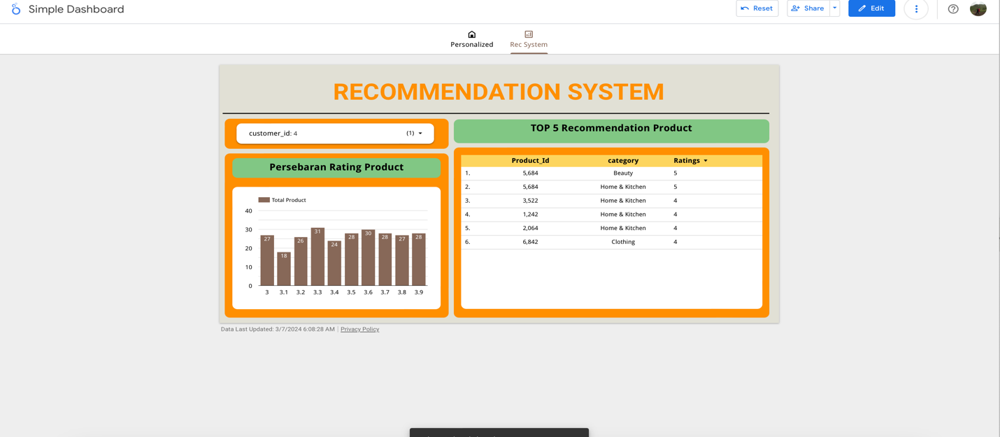 Simple Dashboard
Reset
Share
Edit
Personalized
Rec System
RECOMMENDATION SYSTEM
customer_id: 4 (1)
Persebaran Rating Product
Total Product
40
30
20
10
0
27 18 26 31 24 28 30 28 27 28
3 3.1 3.2 3.3 3.4 3.5 3.6 3.7 3.8 3.9
TOP 5 Recommendation Product
Product_Id category Ratings
1. 5,684 Beauty 5
2. 5,684 Home & Kitchen 5
3. 3,522 Home & Kitchen 4
4. 1,242 Home & Kitchen 4
5. 2,064 Home & Kitchen 4
6. 6,842 Clothing 4
Data Last Updated: 3/7/2024 6:08:28 AM Privacy Policy